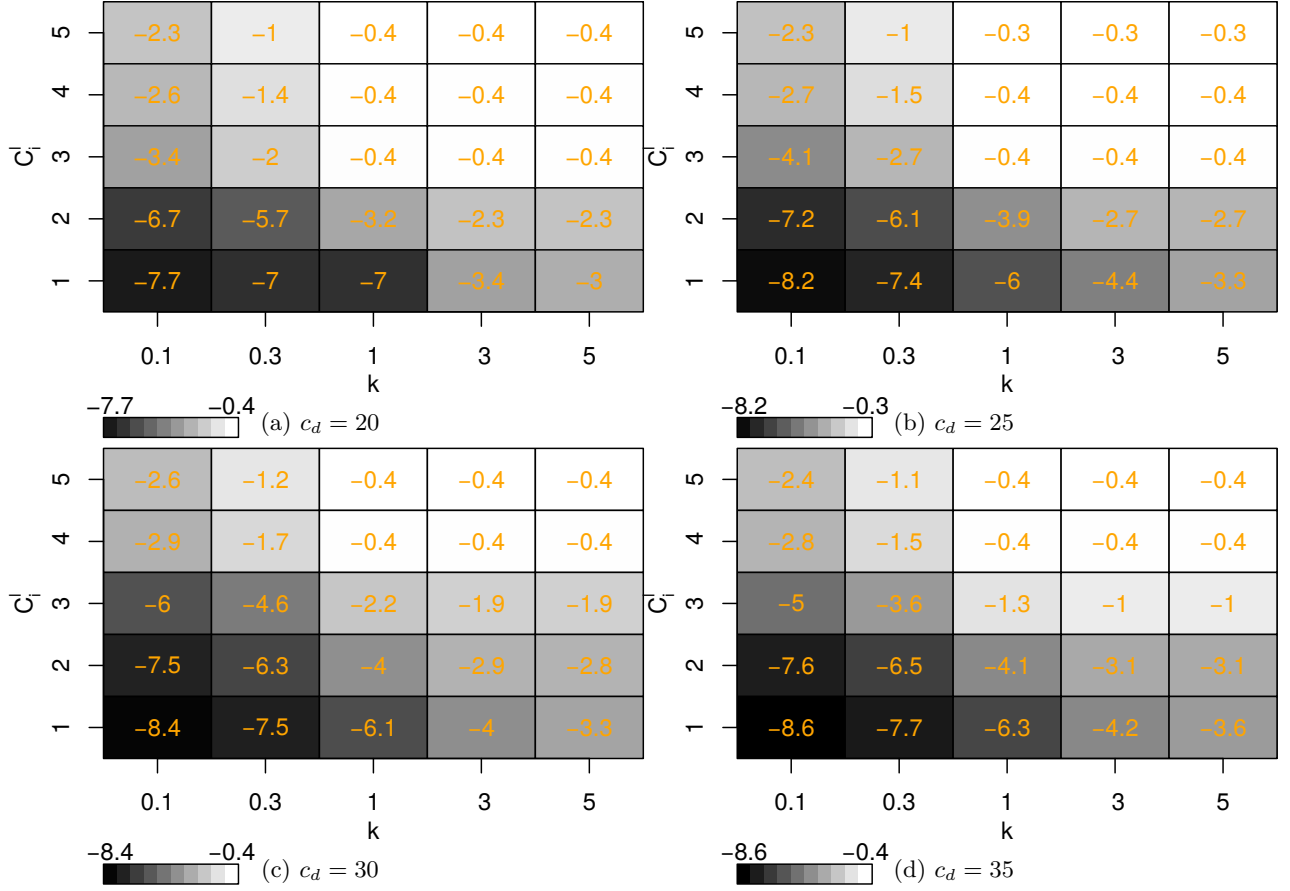 5 −2.3 −1 −0.4 −0.4 −0.4
4 −2.6 −1.4 −0.4 −0.4 −0.4
C_i^l 3 −3.4 −2 −0.4 −0.4 −0.4
2 −6.7 −5.7 −3.2 −2.3 −2.3
1 −7.7 −7 −7 −3.4 −3
0.1 0.3 1 3 5
k
−7.7 −0.4
(a) c_d = 20
5 −2.3 −1 −0.3 −0.3 −0.3
4 −2.7 −1.5 −0.4 −0.4 −0.4
C_i^l 3 −4.1 −2.7 −0.4 −0.4 −0.4
2 −7.2 −6.1 −3.9 −2.7 −2.7
1 −8.2 −7.4 −6 −4.4 −3.3
0.1 0.3 1 3 5
k
−8.2 −0.3
(b) c_d = 25
5 −2.6 −1.2 −0.4 −0.4 −0.4
4 −2.9 −1.7 −0.4 −0.4 −0.4
C_i^l 3 −6 −4.6 −2.2 −1.9 −1.9
2 −7.5 −6.3 −4 −2.9 −2.8
1 −8.4 −7.5 −6.1 −4 −3.3
0.1 0.3 1 3 5
k
−8.4 −0.4
(c) c_d = 30
5 −2.4 −1.1 −0.4 −0.4 −0.4
4 −2.8 −1.5 −0.4 −0.4 −0.4
C_i^l 3 −5 −3.6 −1.3 −1 −1
2 −7.6 −6.5 −4.1 −3.1 −3.1
1 −8.6 −7.7 −6.3 −4.2 −3.6
0.1 0.3 1 3 5
k
−8.6 −0.4
(d) c_d = 35